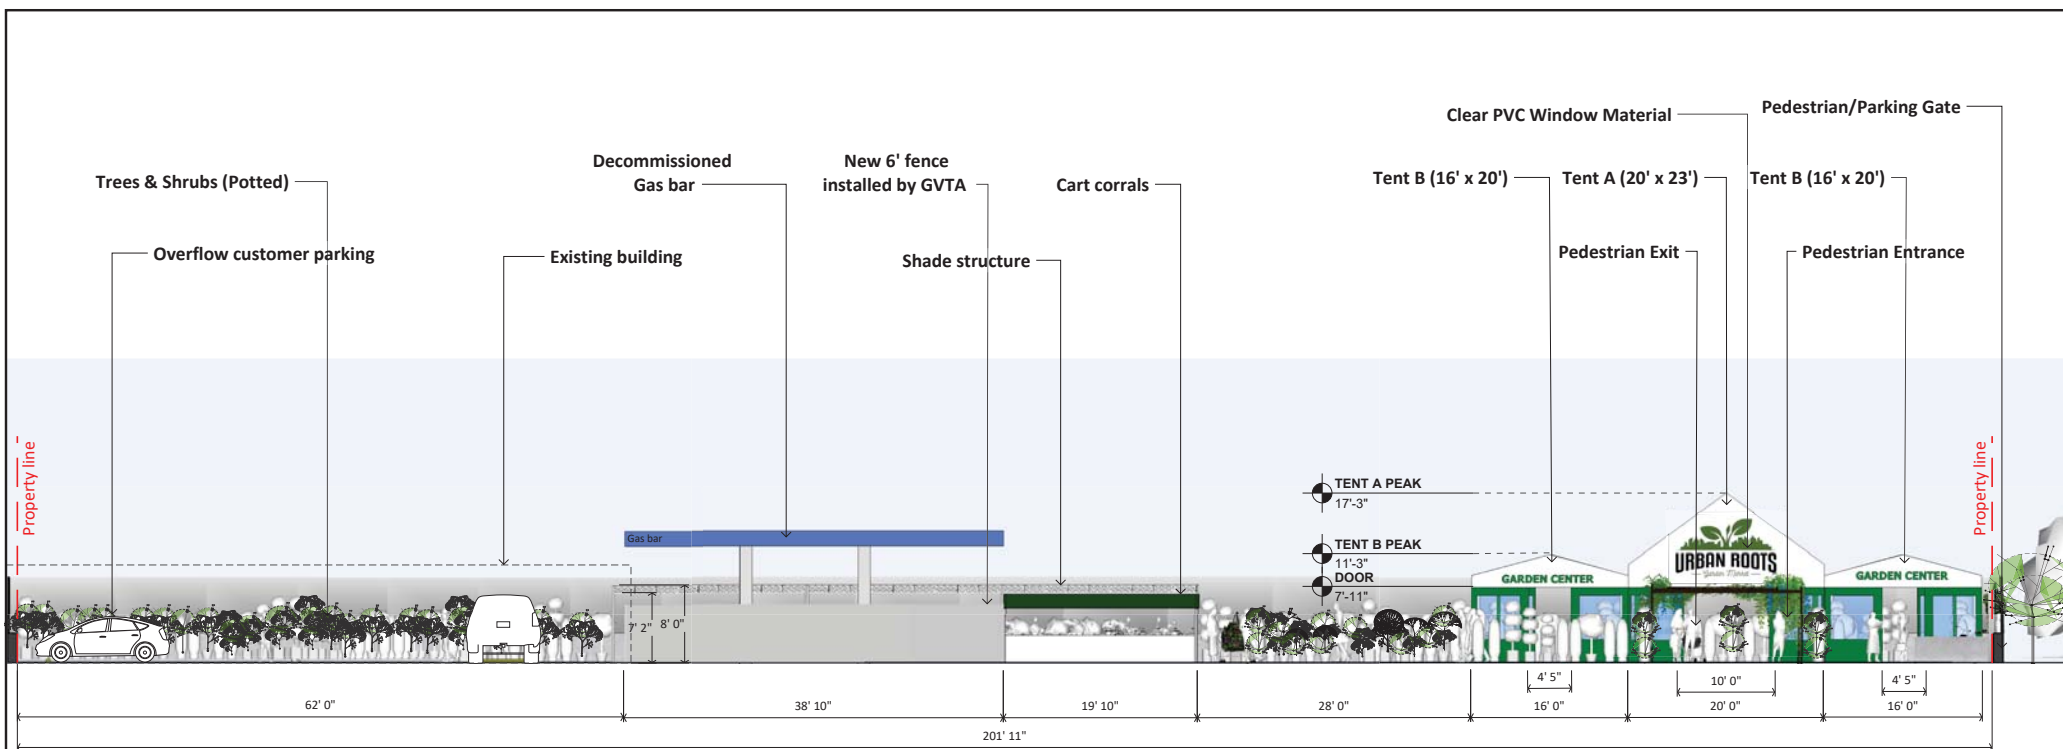 Pedestrian/Parking Gate
Clear PVC Window Material
Decommissioned
Gas bar
New 6' fence
installed by GVTA
Trees & Shrubs (Potted)
Cart corrals
Tent B (16' x 20')
Tent A (20' x 23')
Tent B (16' x 20')
Overflow customer parking
Existing building
Shade structure
Pedestrian Exit
Pedestrian Entrance
Property line
Property line
TENT A PEAK
17'-3"
Gas bar
TENT B PEAK
11'-3"
DOOR
7'-11"
URBAN ROOTS
GARDEN CENTER
GARDEN CENTER
7' 2"
8' 0"
4' 5"
10' 0"
4' 5"
62' 0"
38' 10"
19' 10"
28' 0"
16' 0"
20' 0"
16' 0"
201' 11"